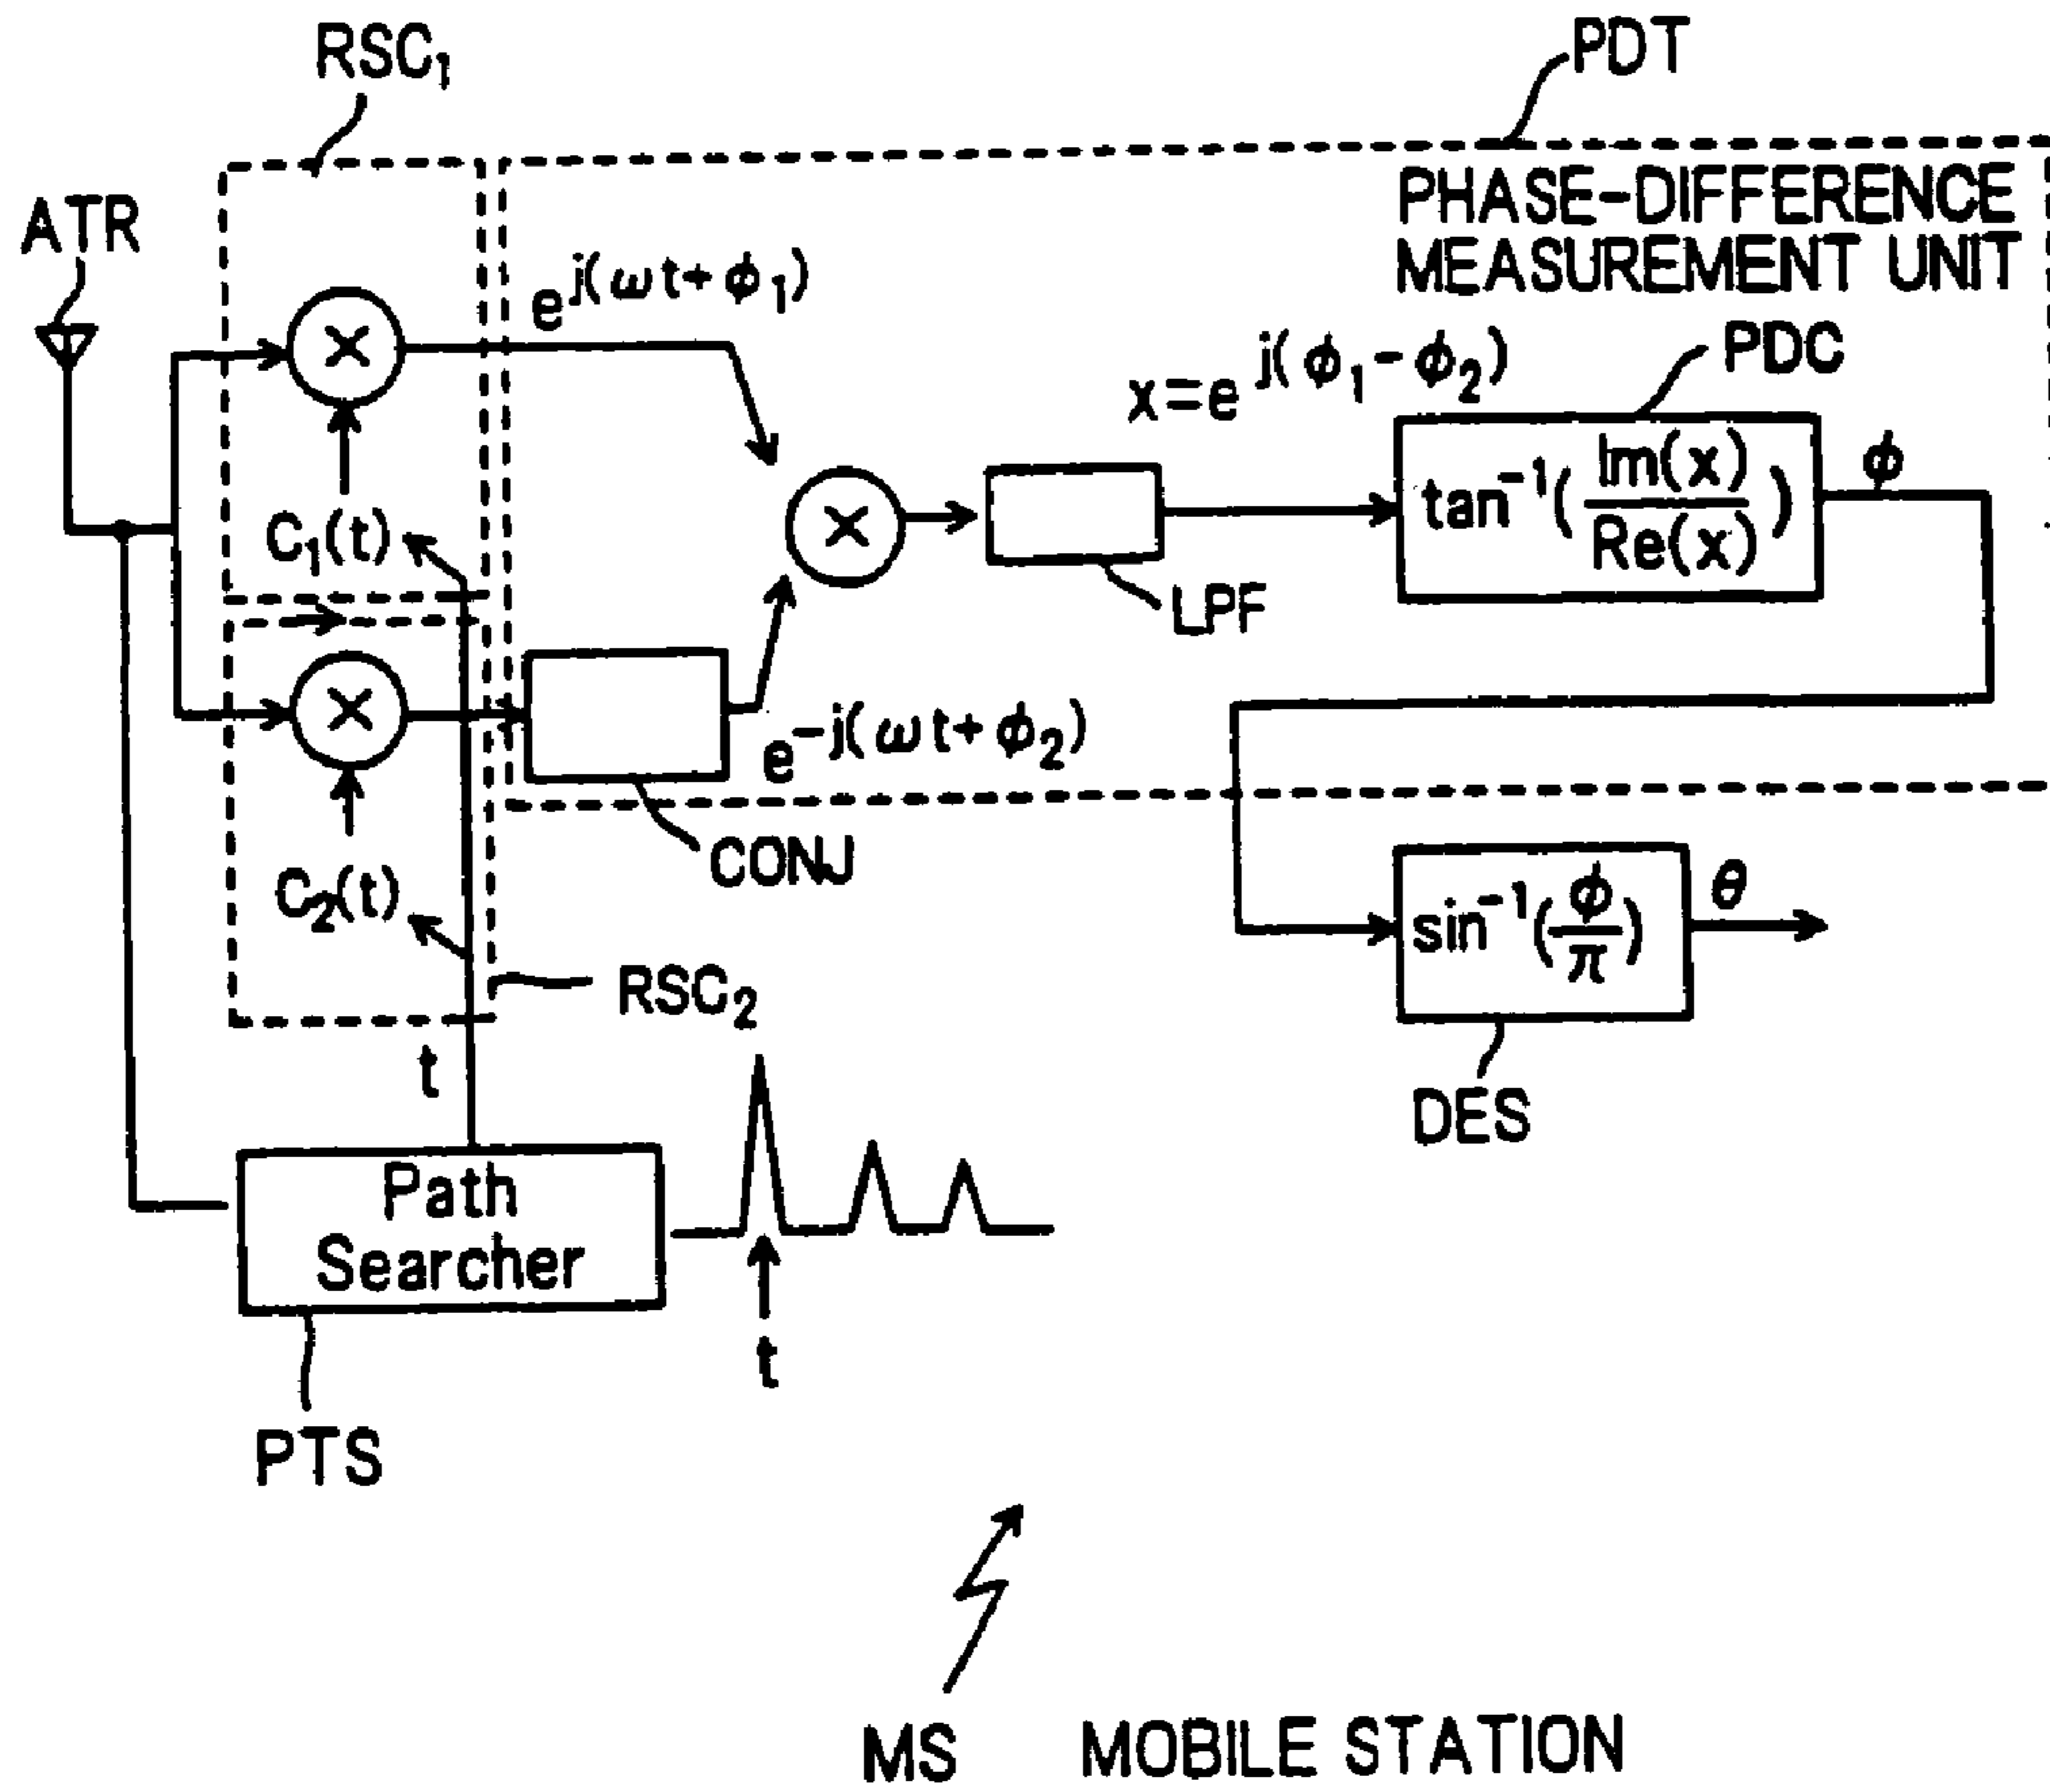 RSC₁
PDT
PHASE-DIFFERENCE
MEASUREMENT UNIT
ATR
e^{j(ωt+ϕ₁)}
x=e^{j(ϕ₁-ϕ₂)}
PDC
tan⁻¹(Im(x)/Re(x))
ϕ
C₁(t)
LPF
e^{-j(ωt+ϕ₂)}
CONJ
C₂(t)
sin⁻¹(ϕ/π)
θ
RSC₂
t
DES
Path
Searcher
t
PTS
MS MOBILE STATION